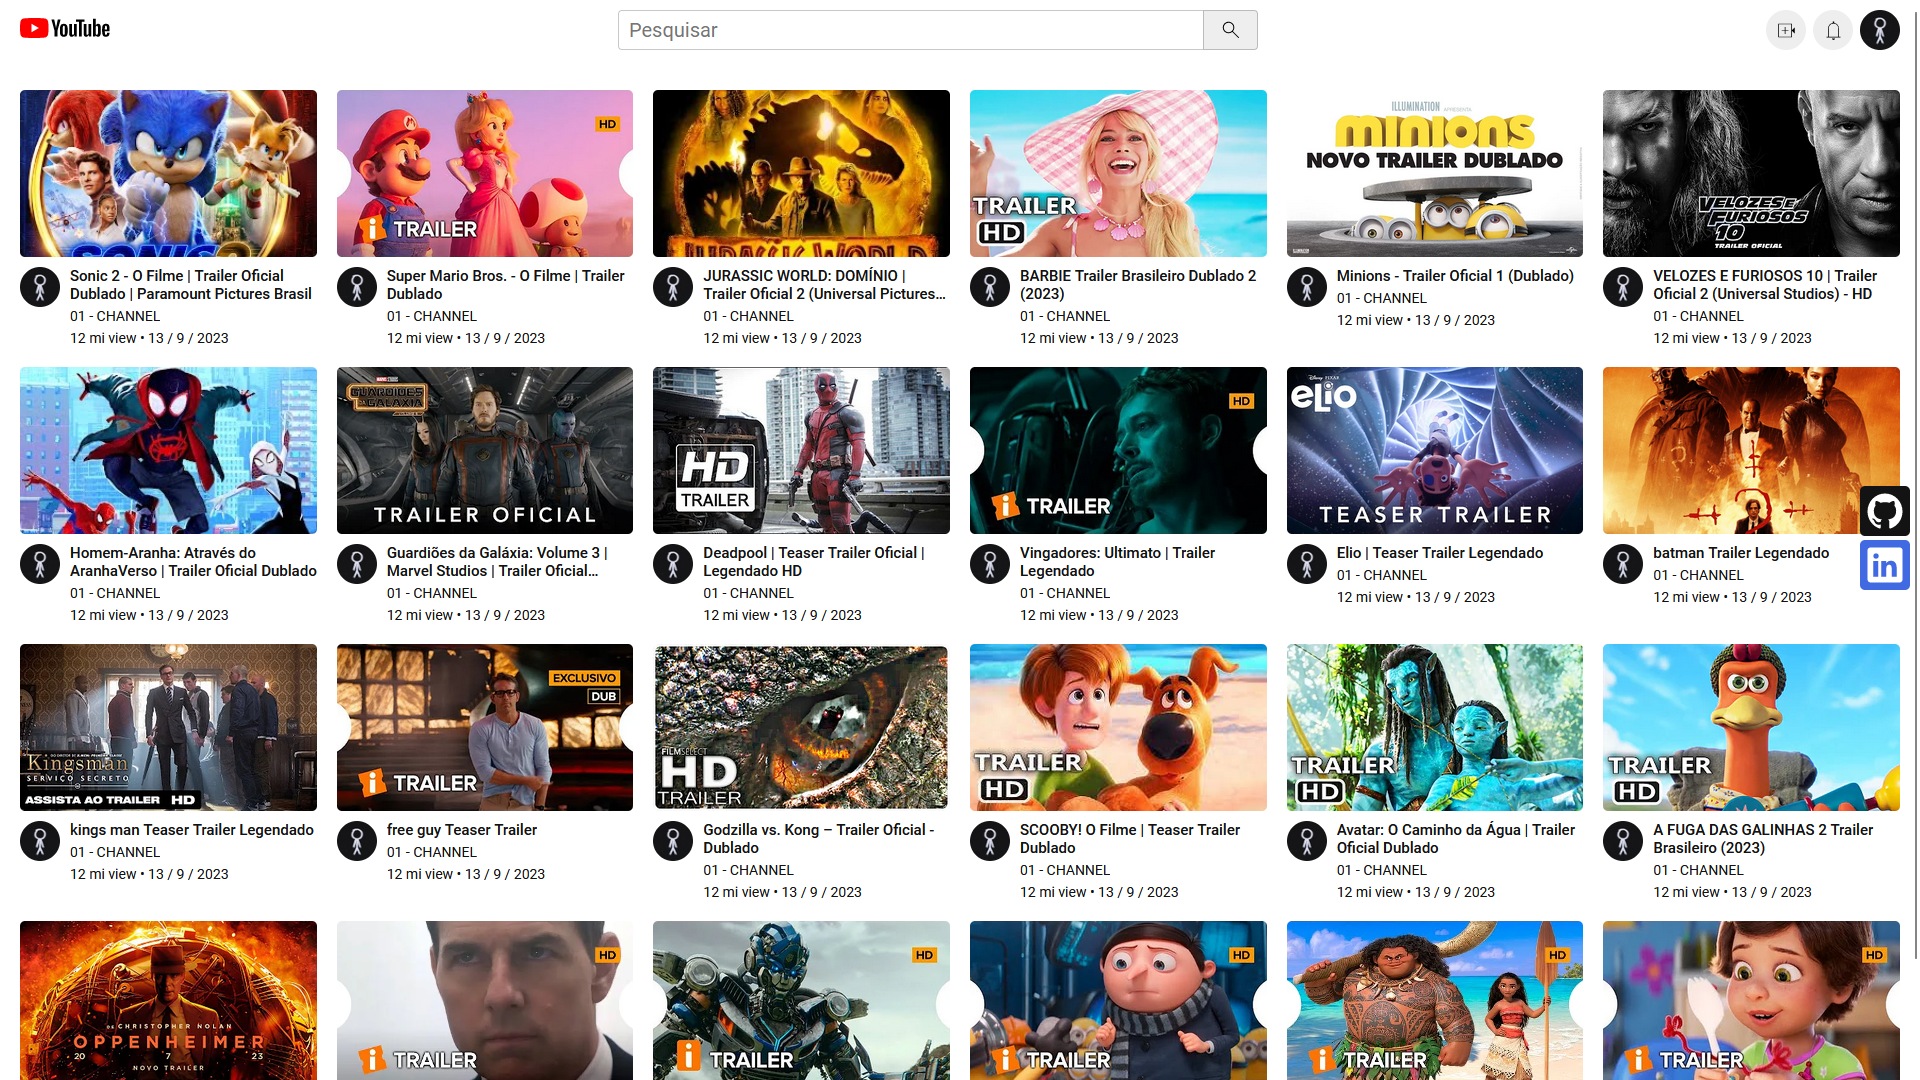 YouTube
Pesquisar
HD
TRAILER
TRAILER
HD
ILLUMINATION
APRESENTA
minions
NOVO TRAILER DUBLADO
VELOZES E
FURIOSOS
10
TRAILER OFICIAL
SONIC 2
JURASSIC WORLD
Sonic 2 - O Filme | Trailer Oficial
Dublado | Paramount Pictures Brasil
01 - CHANNEL
12 mi view • 13 / 9 / 2023
Super Mario Bros. - O Filme | Trailer
Dublado
01 - CHANNEL
12 mi view • 13 / 9 / 2023
JURASSIC WORLD: DOMÍNIO |
Trailer Oficial 2 (Universal Pictures...
01 - CHANNEL
12 mi view • 13 / 9 / 2023
BARBIE Trailer Brasileiro Dublado 2
(2023)
01 - CHANNEL
12 mi view • 13 / 9 / 2023
Minions - Trailer Oficial 1 (Dublado)
01 - CHANNEL
12 mi view • 13 / 9 / 2023
VELOZES E FURIOSOS 10 | Trailer
Oficial 2 (Universal Studios) - HD
01 - CHANNEL
12 mi view • 13 / 9 / 2023
GUARDIÕES
DA GALÁXIA
TRAILER OFICIAL
HD
TRAILER
HD
TRAILER
Disney PIXAR
eLio
TEASER TRAILER
in
Homem-Aranha: Através do
AranhaVerso | Trailer Oficial Dublado
01 - CHANNEL
12 mi view • 13 / 9 / 2023
Guardiões da Galáxia: Volume 3 |
Marvel Studios | Trailer Oficial...
01 - CHANNEL
12 mi view • 13 / 9 / 2023
Deadpool | Teaser Trailer Oficial |
Legendado HD
01 - CHANNEL
12 mi view • 13 / 9 / 2023
Vingadores: Ultimato | Trailer
Legendado
01 - CHANNEL
12 mi view • 13 / 9 / 2023
Elio | Teaser Trailer Legendado
01 - CHANNEL
12 mi view • 13 / 9 / 2023
batman Trailer Legendado
01 - CHANNEL
12 mi view • 13 / 9 / 2023
Kingsman
SERVIÇO SECRETO
ASSISTA AO TRAILER HD
EXCLUSIVO
DUB
TRAILER
FILMSELECT
HD
TRAILER
TRAILER
HD
TRAILER
HD
TRAILER
HD
kings man Teaser Trailer Legendado
01 - CHANNEL
12 mi view • 13 / 9 / 2023
free guy Teaser Trailer
01 - CHANNEL
12 mi view • 13 / 9 / 2023
Godzilla vs. Kong – Trailer Oficial -
Dublado
01 - CHANNEL
12 mi view • 13 / 9 / 2023
SCOOBY! O Filme | Teaser Trailer
Dublado
01 - CHANNEL
12 mi view • 13 / 9 / 2023
Avatar: O Caminho da Água | Trailer
Oficial Dublado
01 - CHANNEL
12 mi view • 13 / 9 / 2023
A FUGA DAS GALINHAS 2 Trailer
Brasileiro (2023)
01 - CHANNEL
12 mi view • 13 / 9 / 2023
DE CHRISTOPHER NOLAN
OPPENHEIMER
20 7 23
NOVO TRAILER
HD
TRAILER
HD
TRAILER
HD
TRAILER
HD
TRAILER
HD
TRAILER